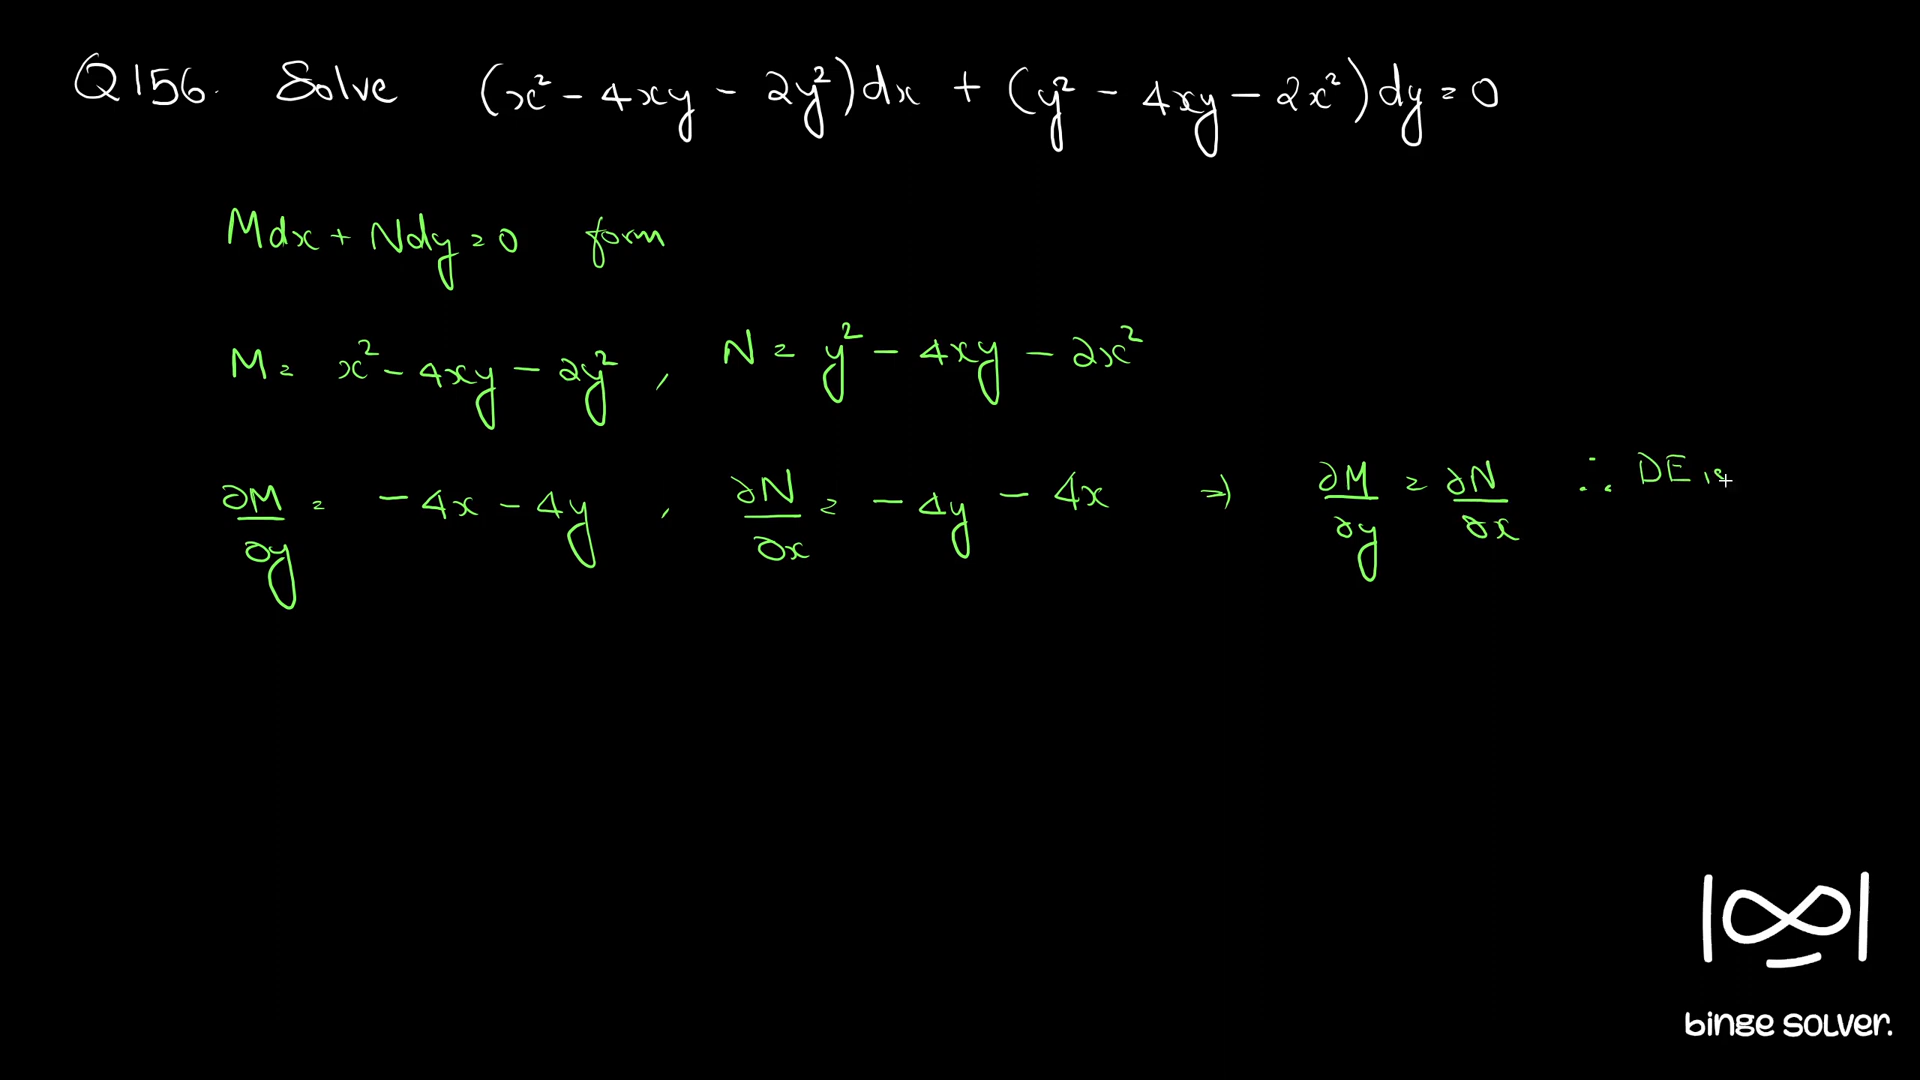 Q156. Solve (x² - 4xy - 2y²)dx + (y² - 4xy - 2x²)dy = 0
Mdx + Ndy = 0 form
M = x² - 4xy - 2y² , N = y² - 4xy - 2x²
∂M/∂y = -4x - 4y , ∂N/∂x = -4y - 4x ⇒ ∂M/∂y = ∂N/∂x ∴ DE is
binge solver.